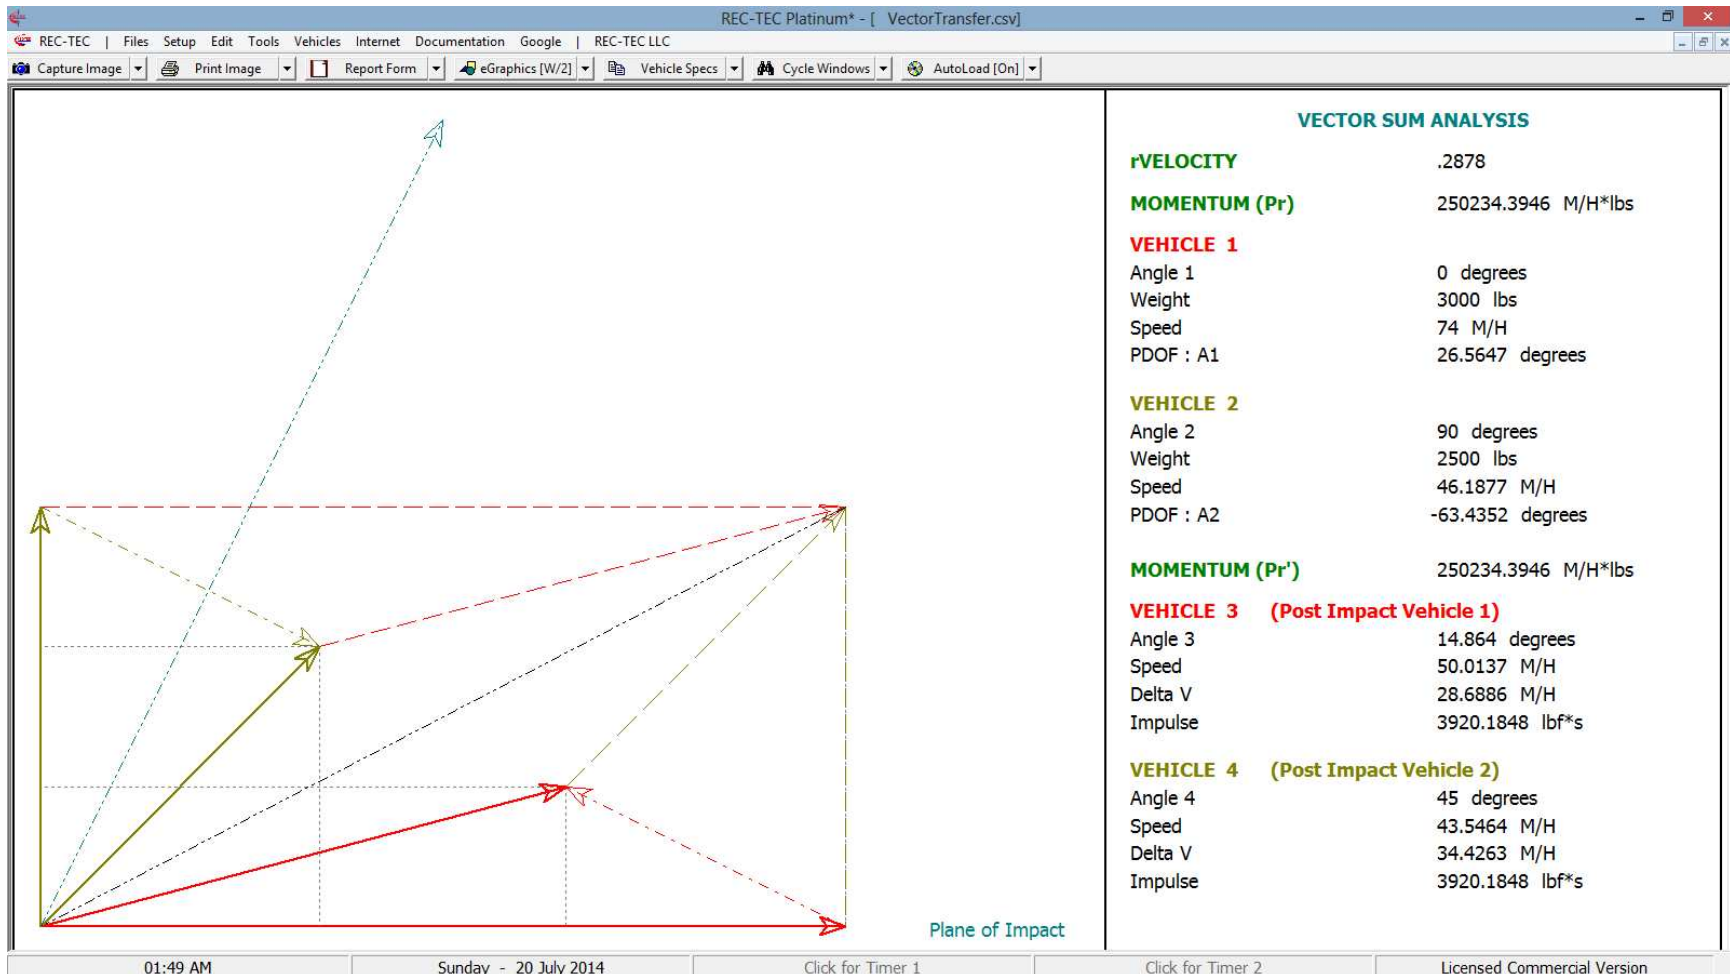 REC-TEC Platinum* - [ VectorTransfer.csv]
REC-TEC | Files Setup Edit Tools Vehicles Internet Documentation Google | REC-TEC LLC
Capture Image Print Image Report Form eGraphics [W/2] Vehicle Specs Cycle Windows AutoLoad [On]
VECTOR SUM ANALYSIS
rVELOCITY .2878
MOMENTUM (Pr) 250234.3946 M/H*lbs
VEHICLE 1
Angle 1 0 degrees
Weight 3000 lbs
Speed 74 M/H
PDOF : A1 26.5647 degrees
VEHICLE 2
Angle 2 90 degrees
Weight 2500 lbs
Speed 46.1877 M/H
PDOF : A2 -63.4352 degrees
MOMENTUM (Pr') 250234.3946 M/H*lbs
VEHICLE 3 (Post Impact Vehicle 1)
Angle 3 14.864 degrees
Speed 50.0137 M/H
Delta V 28.6886 M/H
Impulse 3920.1848 lbf*s
VEHICLE 4 (Post Impact Vehicle 2)
Angle 4 45 degrees
Speed 43.5464 M/H
Delta V 34.4263 M/H
Impulse 3920.1848 lbf*s
Plane of Impact
01:49 AM Sunday - 20 July 2014 Click for Timer 1 Click for Timer 2 Licensed Commercial Version